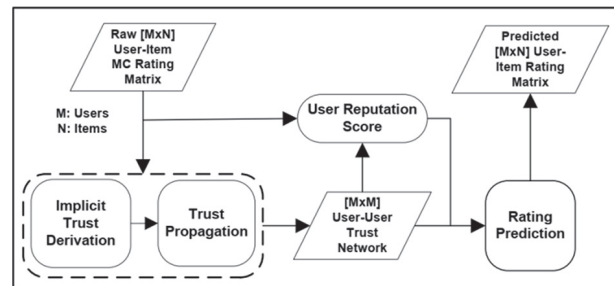 Raw [MxN]
User-Item
MC Rating
Matrix
Predicted
[MxN] User-
Item Rating
Matrix
M: Users
N: Items
User Reputation
Score
Implicit
Trust
Derivation
Trust
Propagation
[MxM]
User-User
Trust
Network
Rating
Prediction